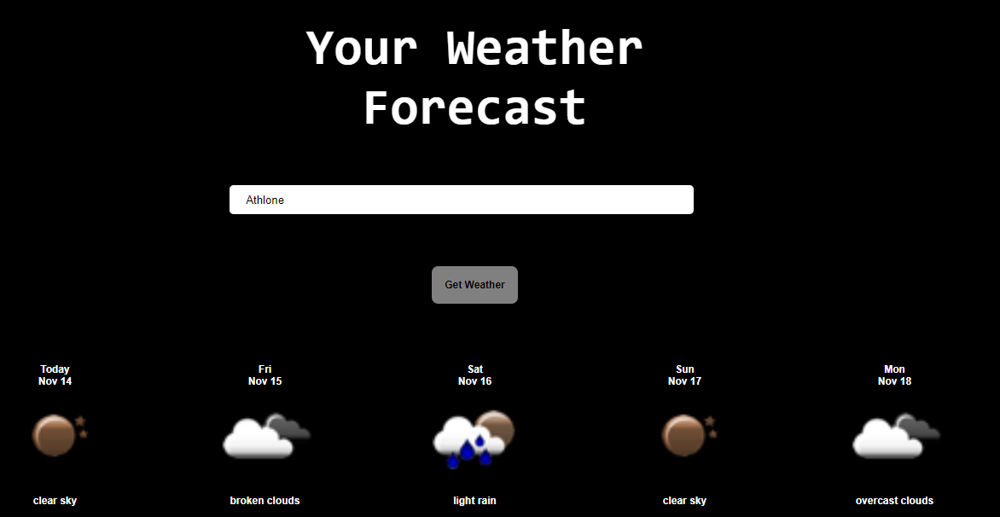 Your Weather
Forecast
Athlone
Get Weather
Today
Nov 14
Fri
Nov 15
Sat
Nov 16
Sun
Nov 17
Mon
Nov 18
clear sky
broken clouds
light rain
clear sky
overcast clouds